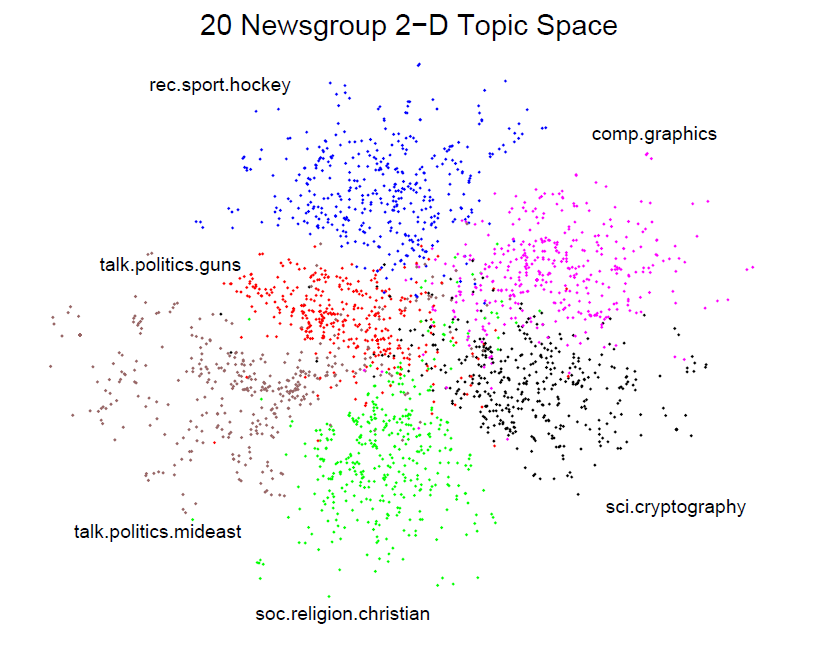 20 Newsgroup 2−D Topic Space
rec.sport.hockey
comp.graphics
talk.politics.guns
sci.cryptography
talk.politics.mideast
soc.religion.christian